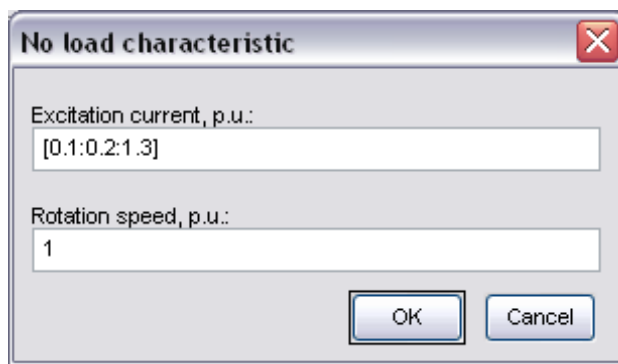 No load characteristic
Excitation current, p.u.:
[0.1:0.2:1.3]
Rotation speed, p.u.:
1
OK Cancel